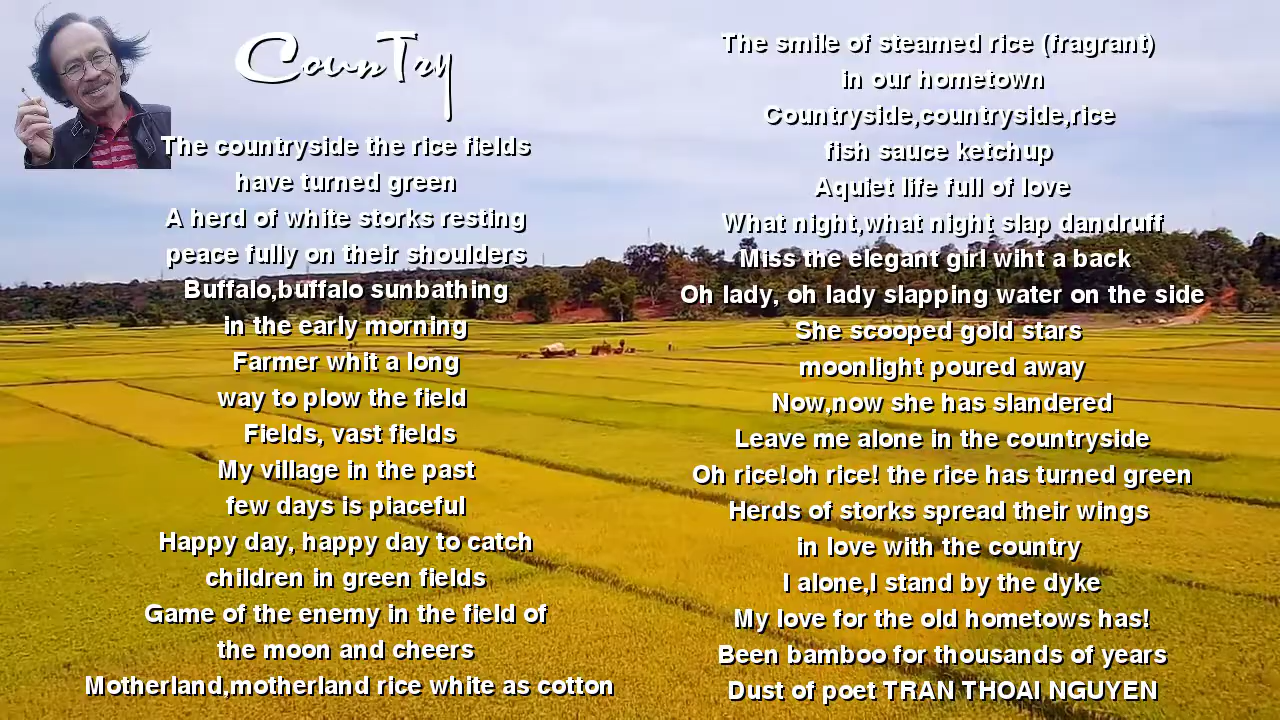 CounTry
The countryside the rice fields
have turned green
A herd of white storks resting
peace fully on their shoulders
Buffalo,buffalo sunbathing
in the early morning
Farmer whit a long
way to plow the field
Fields, vast fields
My village in the past
few days is piaceful
Happy day, happy day to catch
children in green fields
Game of the enemy in the field of
the moon and cheers
Motherland,motherland rice white as cotton
The smile of steamed rice (fragrant)
in our hometown
Countryside,countryside,rice
fish sauce ketchup
Aquiet life full of love
What night,what night slap dandruff
Miss the elegant girl wiht a back
Oh lady, oh lady slapping water on the side
She scooped gold stars
moonlight poured away
Now,now she has slandered
Leave me alone in the countryside
Oh rice!oh rice! the rice has turned green
Herds of storks spread their wings
in love with the country
I alone,I stand by the dyke
My love for the old hometows has!
Been bamboo for thousands of years
Dust of poet TRAN THOAI NGUYEN